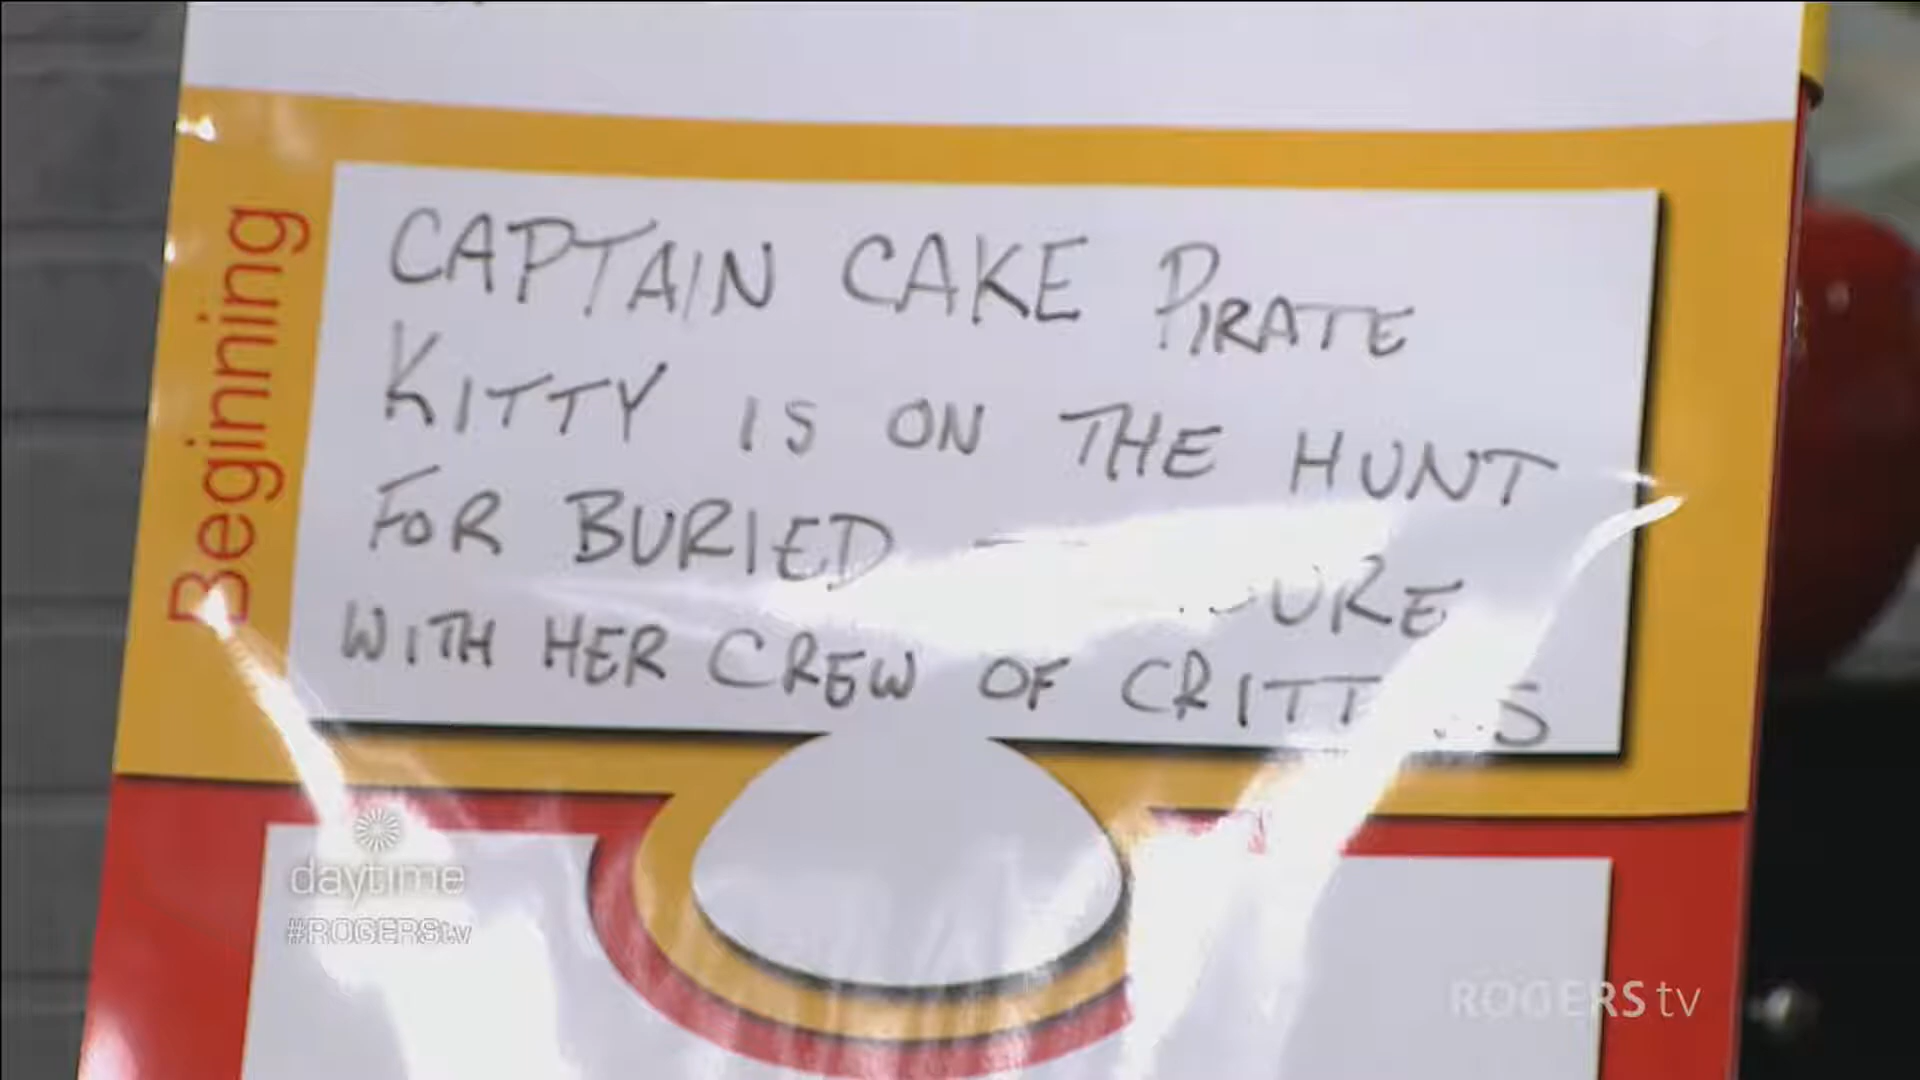 Beginning
CAPTAIN CAKE PIRATE
KITTY IS ON THE HUNT
FOR BURIED
WITH HER CREW OF
daytime
#ROGERStv
ROGERS tv